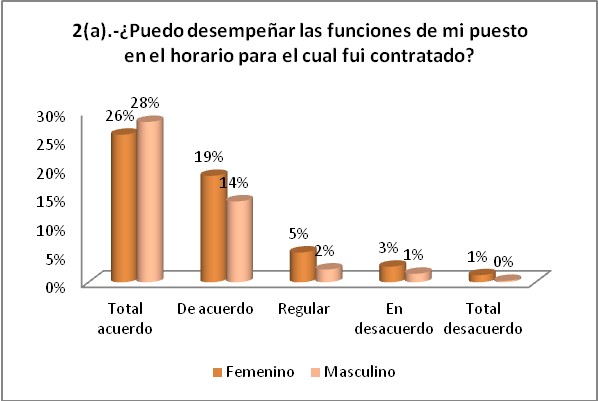 2(a).-¿Puedo desempeñar las funciones de mi puesto
en el horario para el cual fui contratado?
30%
25%
20%
15%
10%
5%
0%
26%
28%
19%
14%
5%
2%
3%
1%
1%
0%
Total
acuerdo
De acuerdo
Regular
En
desacuerdo
Total
desacuerdo
Femenino
Masculino